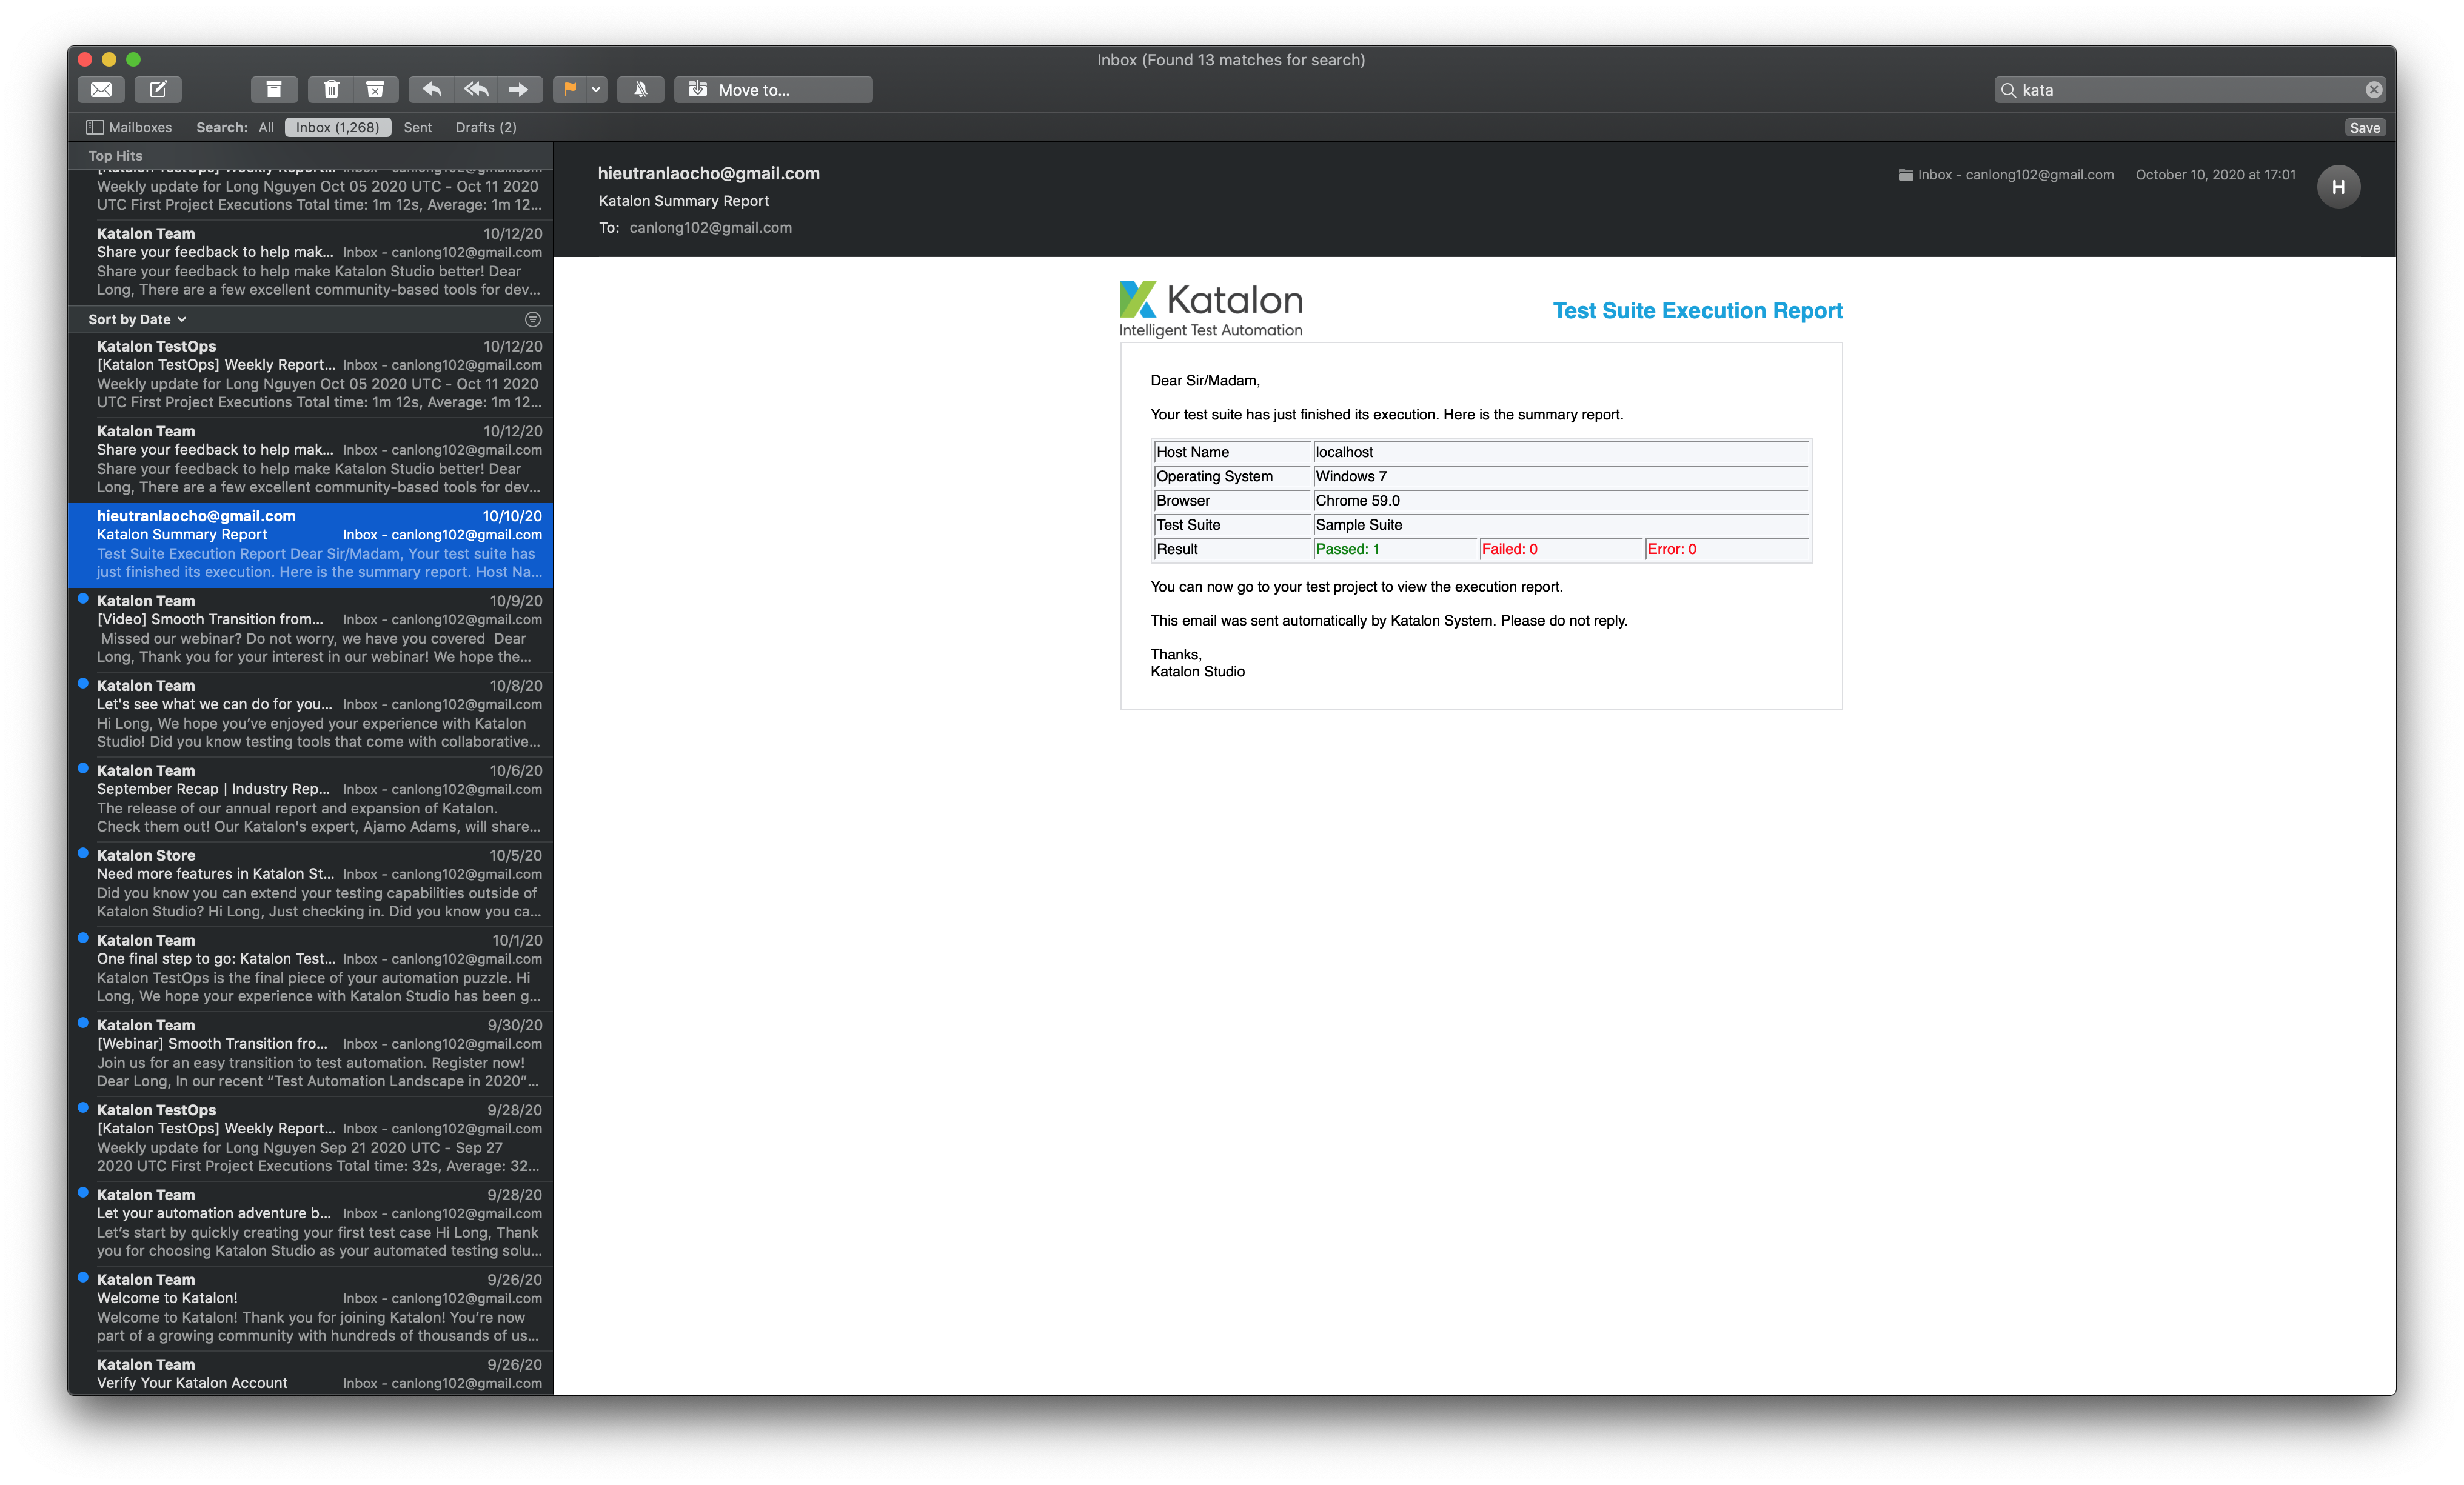 Inbox (Found 13 matches for search)
Move to...
kata
Mailboxes
Search: All Inbox (1,268) Sent Drafts (2)
Save
Top Hits
[Katalon TestOps] Weekly Report... Inbox - canlong102@gmail.com
Weekly update for Long Nguyen Oct 05 2020 UTC - Oct 11 2020
UTC First Project Executions Total time: 1m 12s, Average: 1m 12...
Katalon Team 10/12/20
Share your feedback to help mak... Inbox - canlong102@gmail.com
Share your feedback to help make Katalon Studio better! Dear
Long, There are a few excellent community-based tools for dev...
Sort by Date
Katalon TestOps 10/12/20
[Katalon TestOps] Weekly Report... Inbox - canlong102@gmail.com
Weekly update for Long Nguyen Oct 05 2020 UTC - Oct 11 2020
UTC First Project Executions Total time: 1m 12s, Average: 1m 12...
Katalon Team 10/12/20
Share your feedback to help mak... Inbox - canlong102@gmail.com
Share your feedback to help make Katalon Studio better! Dear
Long, There are a few excellent community-based tools for dev...
hieutranlaocho@gmail.com 10/10/20
Katalon Summary Report Inbox - canlong102@gmail.com
Test Suite Execution Report Dear Sir/Madam, Your test suite has
just finished its execution. Here is the summary report. Host Na...
Katalon Team 10/9/20
[Video] Smooth Transition from... Inbox - canlong102@gmail.com
Missed our webinar? Do not worry, we have you covered Dear
Long, Thank you for your interest in our webinar! We hope the...
Katalon Team 10/8/20
Let's see what we can do for you... Inbox - canlong102@gmail.com
Hi Long, We hope you’ve enjoyed your experience with Katalon
Studio! Did you know testing tools that come with collaborative...
Katalon Team 10/6/20
September Recap | Industry Rep... Inbox - canlong102@gmail.com
The release of our annual report and expansion of Katalon.
Check them out! Our Katalon's expert, Ajamo Adams, will share...
Katalon Store 10/5/20
Need more features in Katalon St... Inbox - canlong102@gmail.com
Did you know you can extend your testing capabilities outside of
Katalon Studio? Hi Long, Just checking in. Did you know you ca...
Katalon Team 10/1/20
One final step to go: Katalon Test... Inbox - canlong102@gmail.com
Katalon TestOps is the final piece of your automation puzzle. Hi
Long, We hope your experience with Katalon Studio has been g...
Katalon Team 9/30/20
[Webinar] Smooth Transition fro... Inbox - canlong102@gmail.com
Join us for an easy transition to test automation. Register now!
Dear Long, In our recent “Test Automation Landscape in 2020”...
Katalon TestOps 9/28/20
[Katalon TestOps] Weekly Report... Inbox - canlong102@gmail.com
Weekly update for Long Nguyen Sep 21 2020 UTC - Sep 27
2020 UTC First Project Executions Total time: 32s, Average: 32...
Katalon Team 9/28/20
Let your automation adventure b... Inbox - canlong102@gmail.com
Let’s start by quickly creating your first test case Hi Long, Thank
you for choosing Katalon Studio as your automated testing solu...
Katalon Team 9/26/20
Welcome to Katalon! Inbox - canlong102@gmail.com
Welcome to Katalon! Thank you for joining Katalon! You’re now
part of a growing community with hundreds of thousands of us...
Katalon Team 9/26/20
Verify Your Katalon Account Inbox - canlong102@gmail.com
hieutranlaocho@gmail.com
Inbox - canlong102@gmail.com October 10, 2020 at 17:01
H
Katalon Summary Report
To: canlong102@gmail.com
Katalon
Intelligent Test Automation
Test Suite Execution Report
Dear Sir/Madam,
Your test suite has just finished its execution. Here is the summary report.
Host Name localhost
Operating System Windows 7
Browser Chrome 59.0
Test Suite Sample Suite
Result Passed: 1 Failed: 0 Error: 0
You can now go to your test project to view the execution report.
This email was sent automatically by Katalon System. Please do not reply.
Thanks,
Katalon Studio